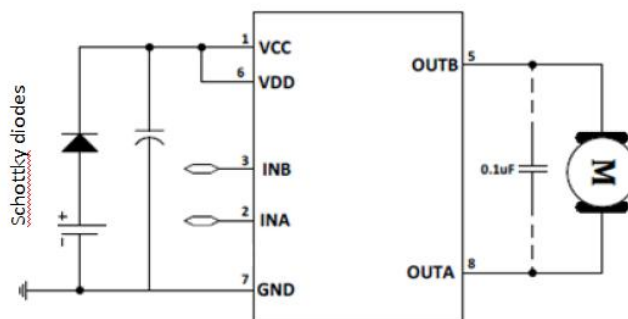 Schottky diodes
1 VCC
6 VDD
3 INB
2 INA
7 GND
OUTB 5
OUTA 8
0.1uF
M
+
−